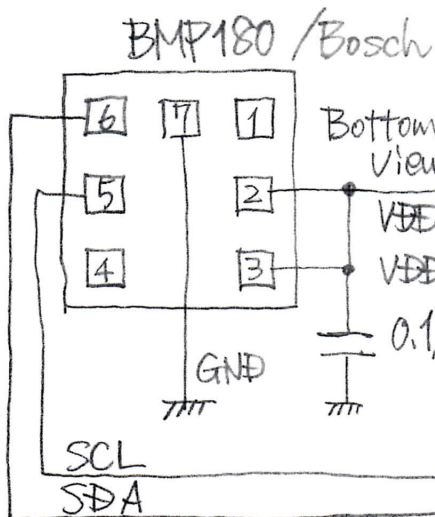 BMP180 /Bosch
6 7 1
Bottom
View
5 2
VDD
4 3
VDD
0.1
GND
SCL
SDA